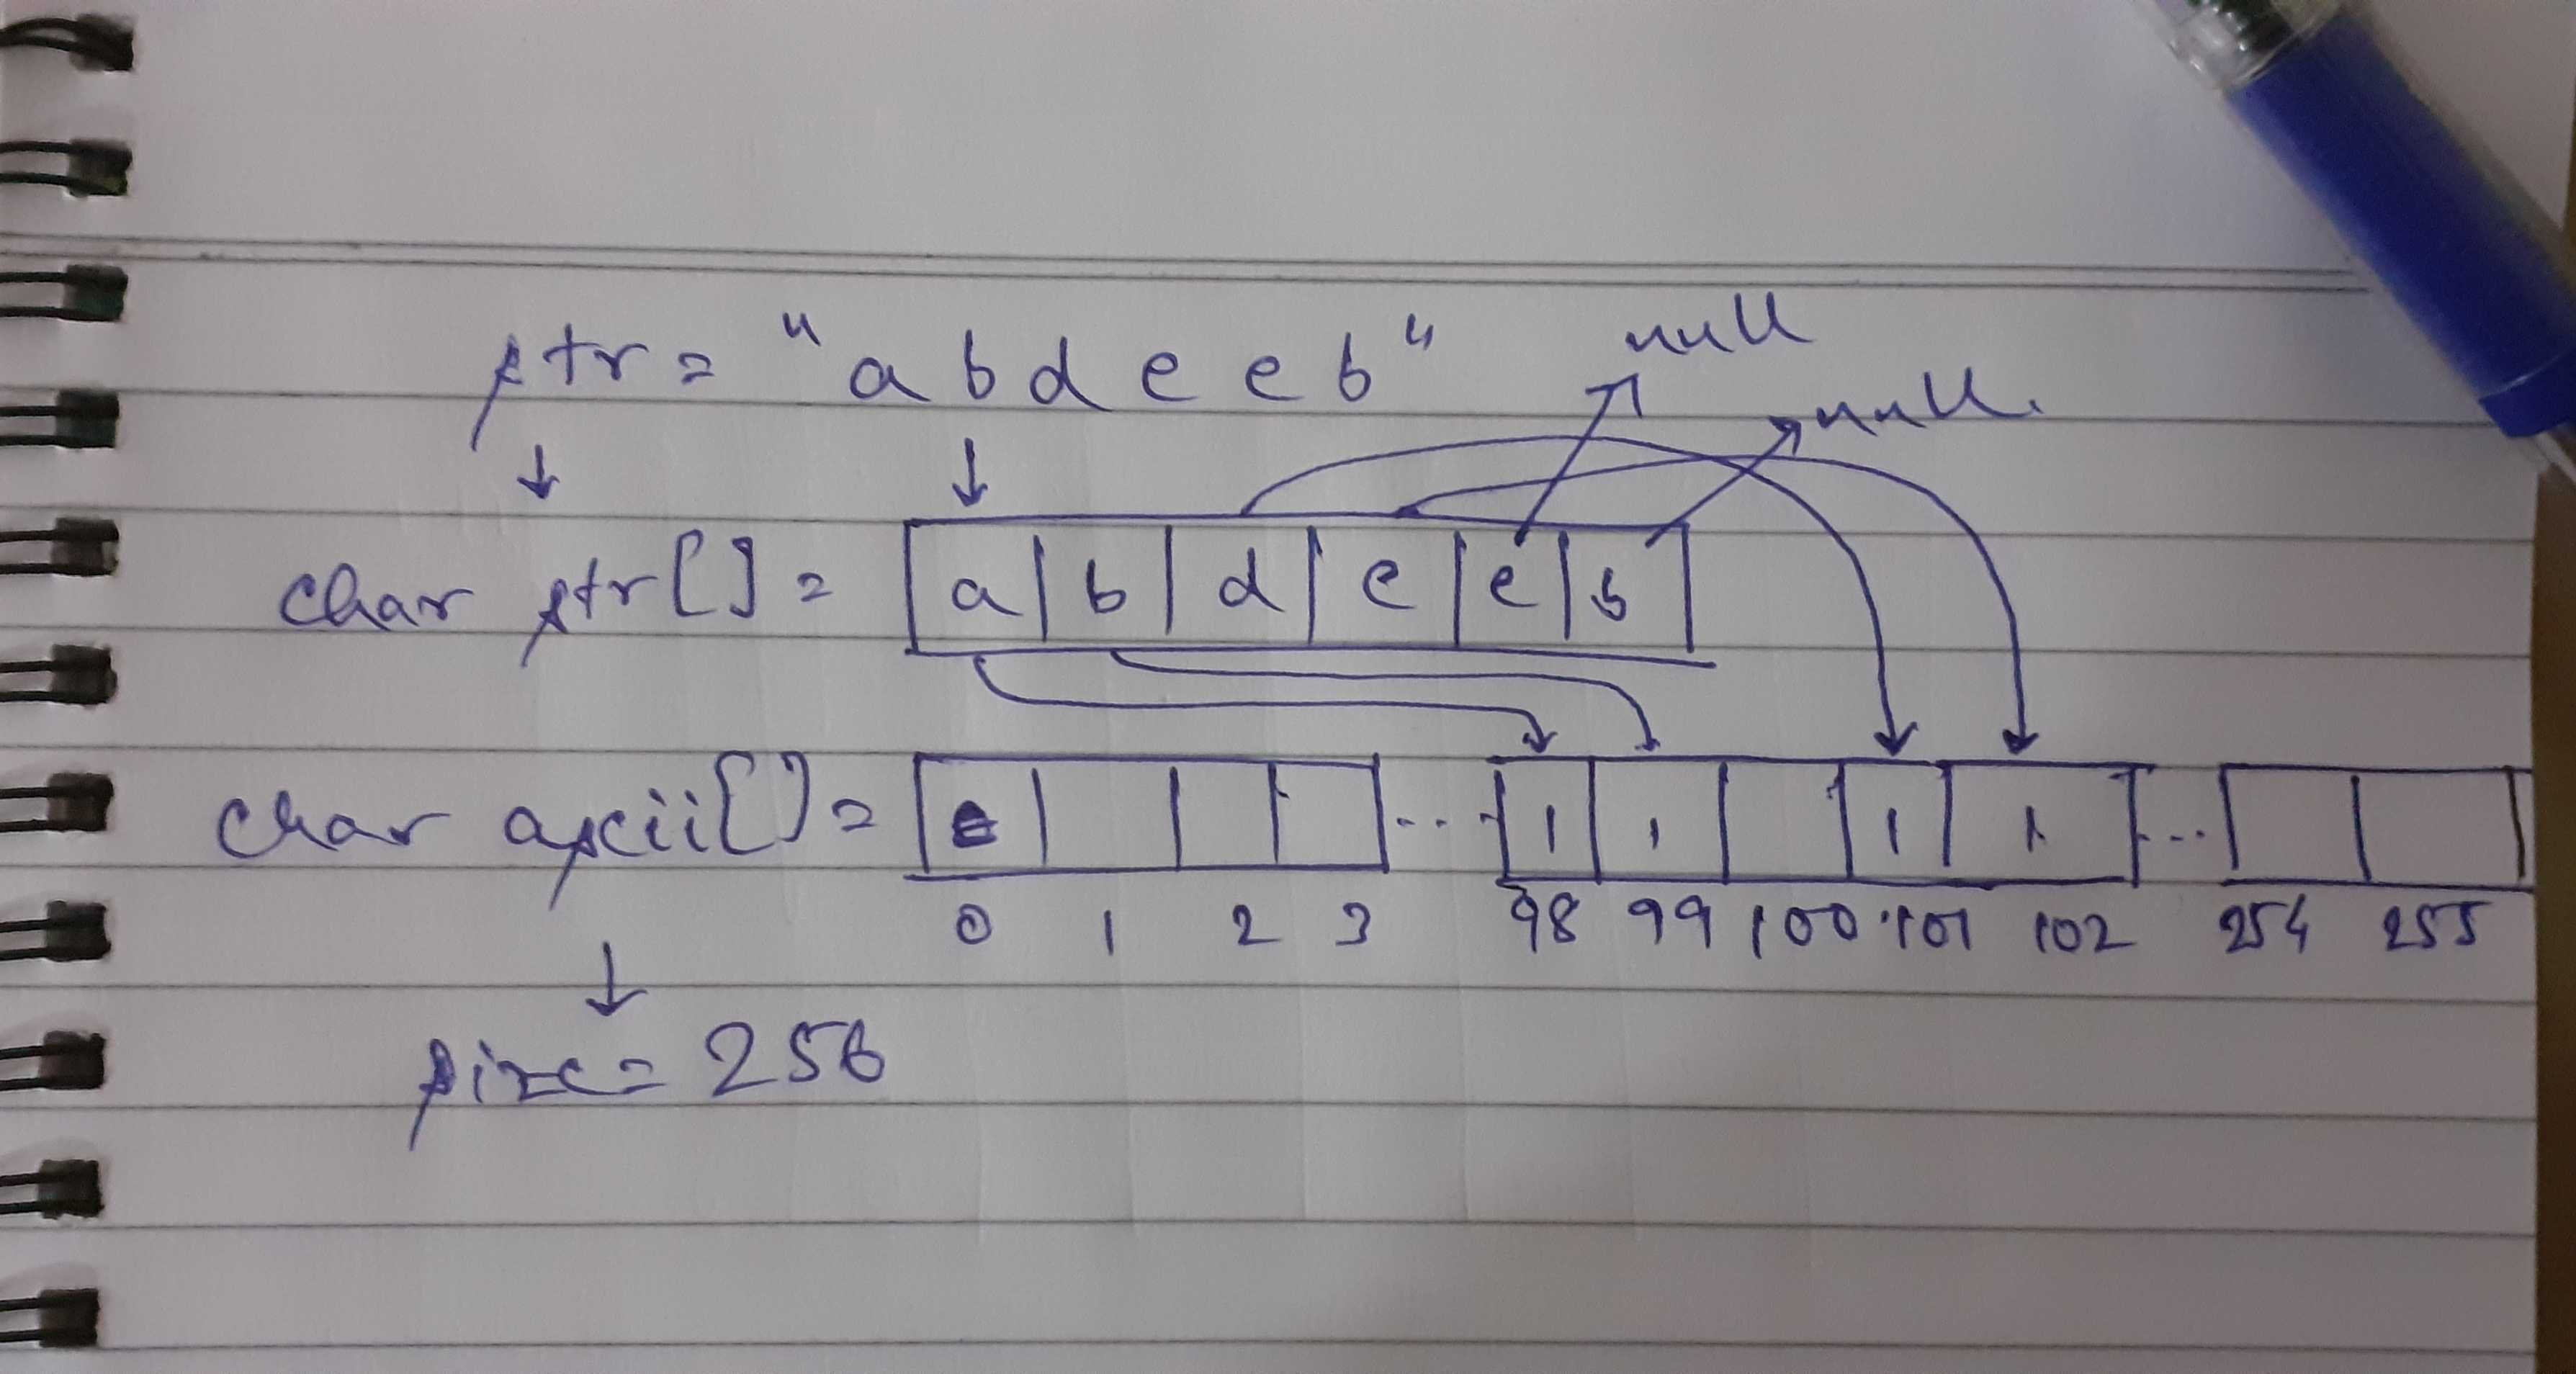 str = "abdeeb"
null
null.
char str[] = a b d e e b
char ascii[] = ... 1 1 1 1 ...
0 1 2 3 98 99 100 101 102 254 255
size = 256